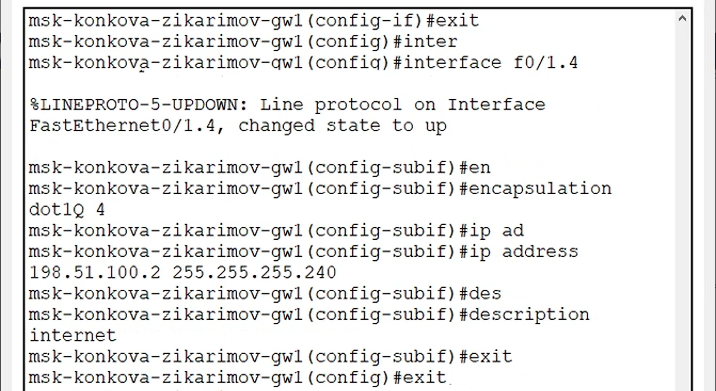 msk-konkova-zikarimov-gw1(config-if)#exit
msk-konkova-zikarimov-gw1(config)#inter
msk-konkova-zikarimov-gw1(config)#interface f0/1.4
%LINEPROTO-5-UPDOWN: Line protocol on Interface
FastEthernet0/1.4, changed state to up
msk-konkova-zikarimov-gw1(config-subif)#en
msk-konkova-zikarimov-gw1(config-subif)#encapsulation
dot1Q 4
msk-konkova-zikarimov-gw1(config-subif)#ip ad
msk-konkova-zikarimov-gw1(config-subif)#ip address
198.51.100.2 255.255.255.240
msk-konkova-zikarimov-gw1(config-subif)#des
msk-konkova-zikarimov-gw1(config-subif)#description
internet
msk-konkova-zikarimov-gw1(config-subif)#exit
msk-konkova-zikarimov-gw1(config)#exit